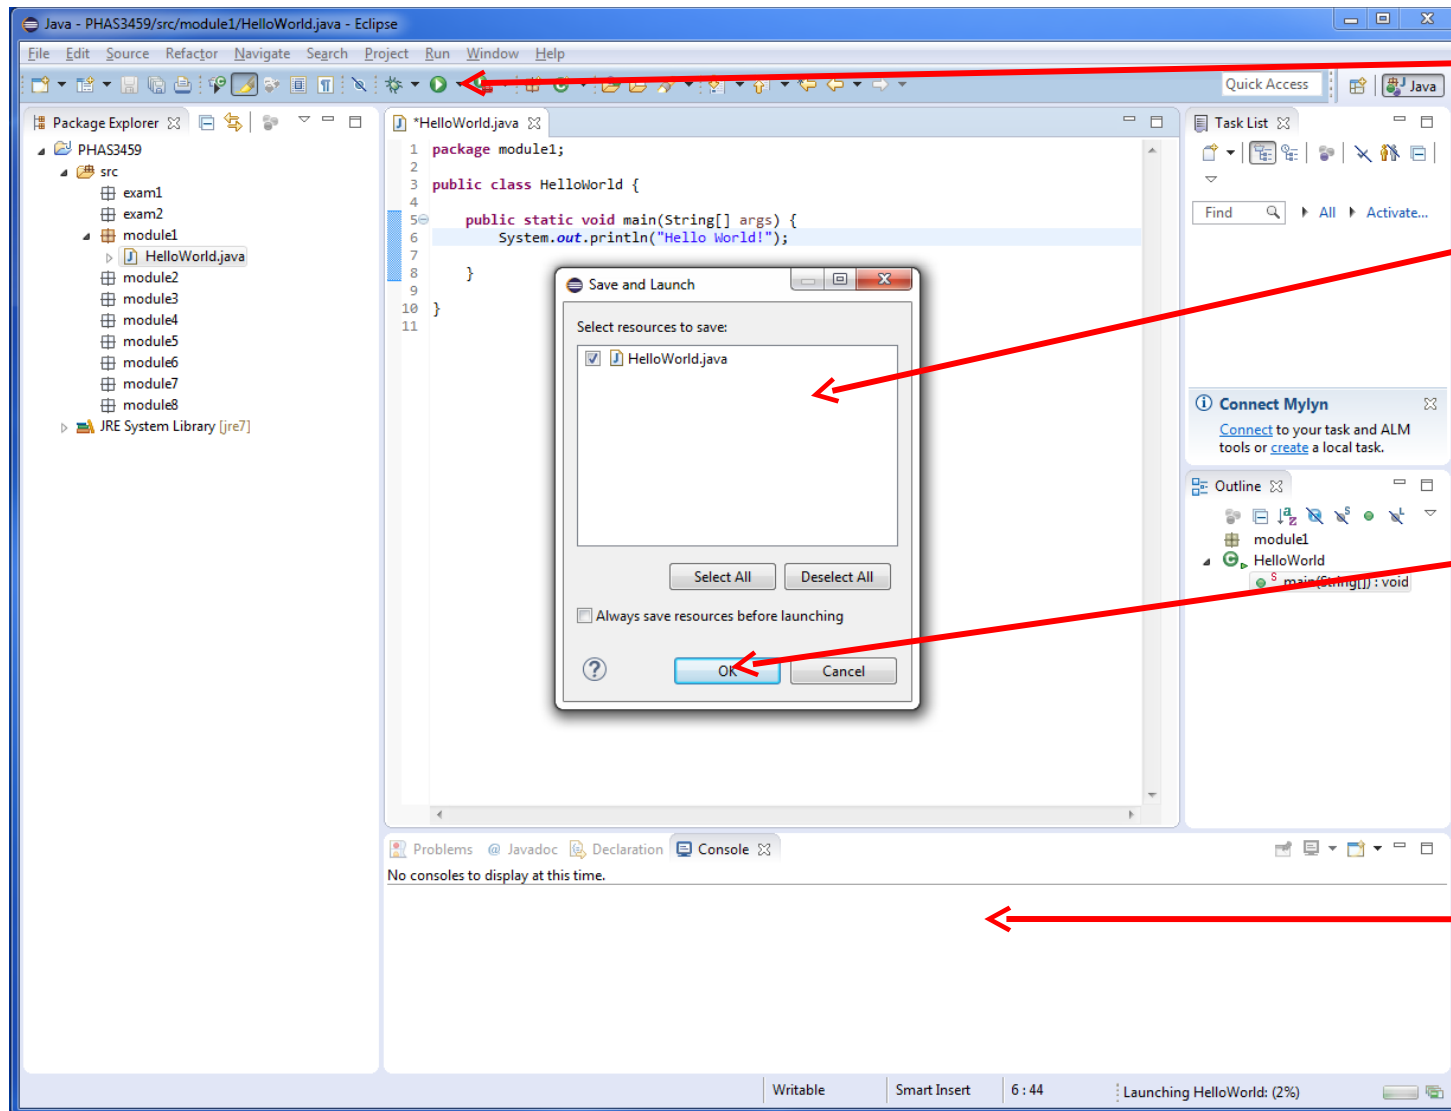 Java - PHAS3459/src/module1/HelloWorld.java - Eclipse
File Edit Source Refactor Navigate Search Project Run Window Help
Quick Access
Java
Package Explorer
PHAS3459
src
exam1
exam2
module1
HelloWorld.java
module2
module3
module4
module5
module6
module7
module8
JRE System Library [jre7]
*HelloWorld.java
1 package module1;
2
3 public class HelloWorld {
4
5 public static void main(String[] args) {
6 System.out.println("Hello World!");
7
8 }
9
10 }
11
Save and Launch
Select resources to save:
HelloWorld.java
Select All Deselect All
Always save resources before launching
OK Cancel
Task List
Find All Activate...
Connect Mylyn
Connect to your task and ALM
tools or create a local task.
Outline
module1
HelloWorld
main(String[]) : void
Problems @ Javadoc Declaration Console
No consoles to display at this time.
Writable Smart Insert 6 : 44 Launching HelloWorld: (2%)